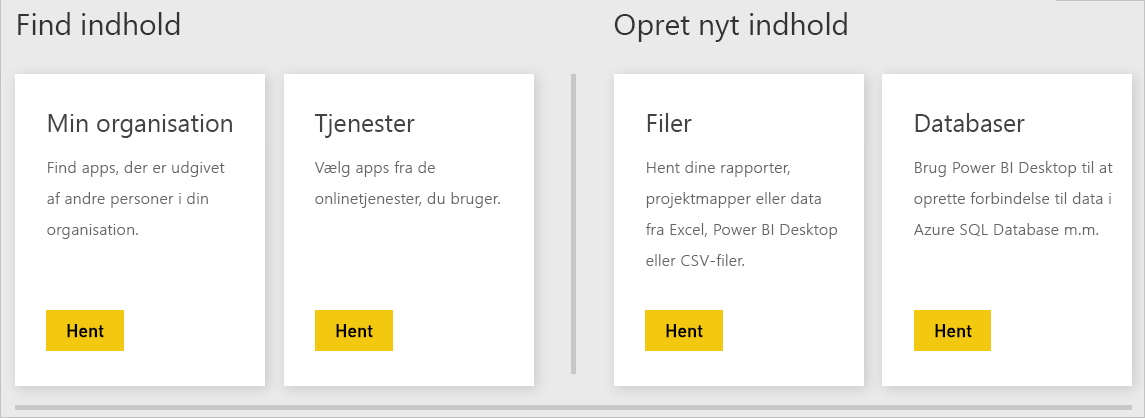 Find indhold
Min organisation
Find apps, der er udgivet
af andre personer i din
organisation.
Hent
Tjenester
Vælg apps fra de
onlinetjenester, du bruger.
Hent
Opret nyt indhold
Filer
Hent dine rapporter,
projektmapper eller data
fra Excel, Power BI Desktop
eller CSV-filer.
Hent
Databaser
Brug Power BI Desktop til at
oprette forbindelse til data i
Azure SQL Database m.m.
Hent